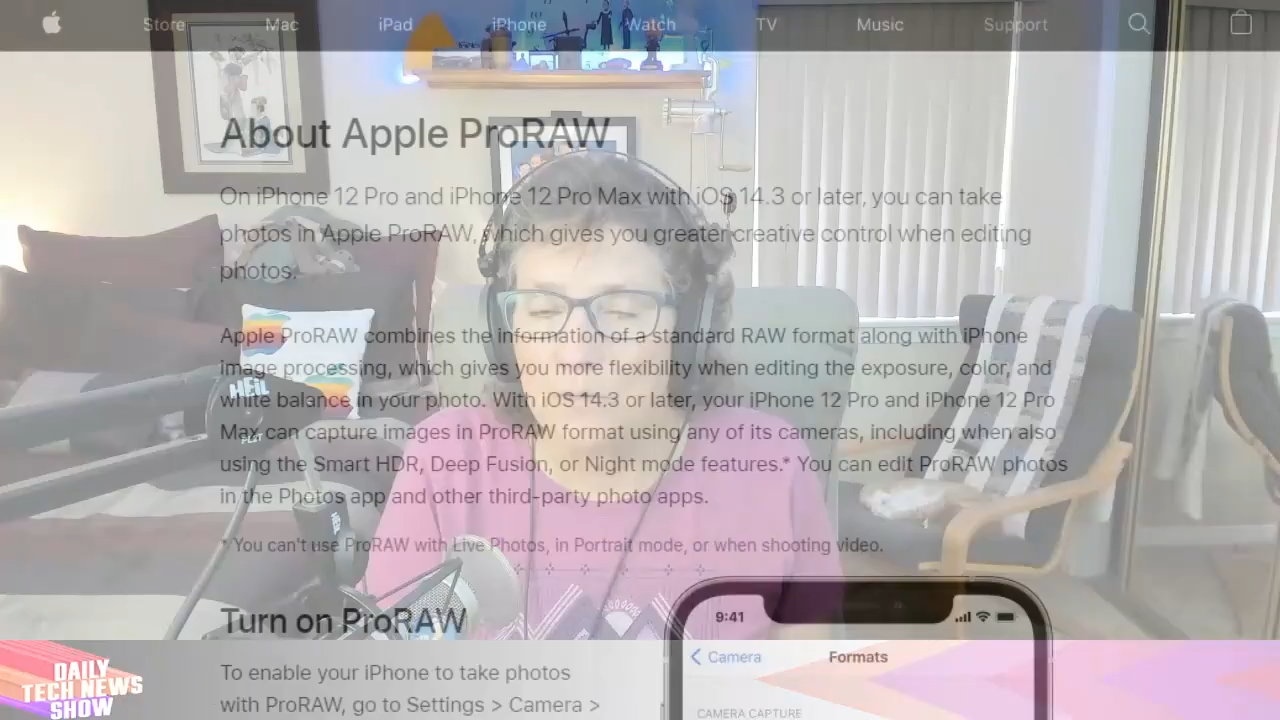 Store Mac iPad iPhone Watch TV Music Support
About Apple ProRAW
On iPhone 12 Pro and iPhone 12 Pro Max with iOS 14.3 or later, you can take
photos in Apple ProRAW, which gives you greater creative control when editing
photos.
Apple ProRAW combines the information of a standard RAW format along with iPhone
image processing, which gives you more flexibility when editing the exposure, color, and
white balance in your photo. With iOS 14.3 or later, your iPhone 12 Pro and iPhone 12 Pro
Max can capture images in ProRAW format using any of its cameras, including when also
using the Smart HDR, Deep Fusion, or Night mode features.* You can edit ProRAW photos
in the Photos app and other third-party photo apps.
* You can't use ProRAW with Live Photos, in Portrait mode, or when shooting video.
HEiL
Turn on ProRAW
To enable your iPhone to take photos
with ProRAW, go to Settings > Camera >
9:41
Camera Formats
CAMERA CAPTURE
DAILY
TECH NEWS
SHOW